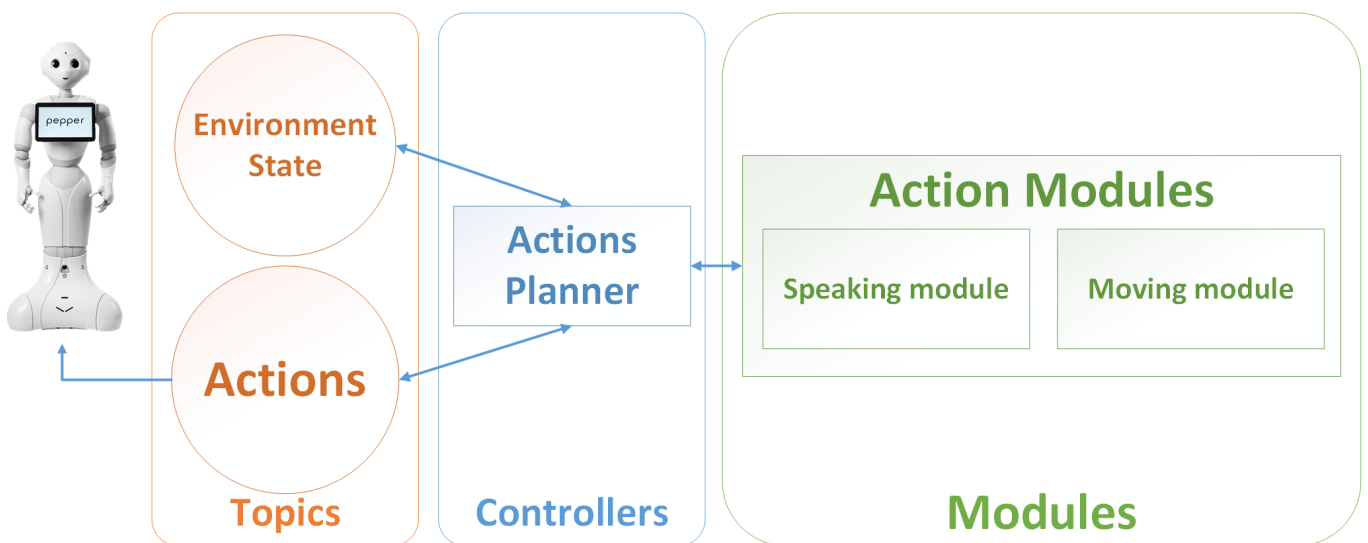 pepper
Environment
State
Actions
Topics
Actions
Planner
Controllers
Action Modules
Speaking module
Moving module
Modules